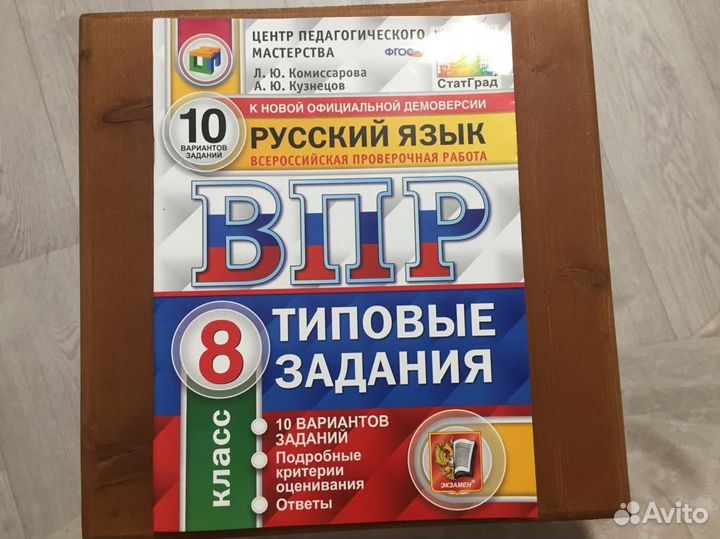 ЦЕНТР ПЕДАГОГИЧЕСКОГО
МАСТЕРСТВА
ФГОС
Л. Ю. Комиссарова
А. Ю. Кузнецов
СтатГрад
К НОВОЙ ОФИЦИАЛЬНОЙ ДЕМОВЕРСИИ
10
ВАРИАНТОВ
ЗАДАНИЙ
РУССКИЙ ЯЗЫК
ВСЕРОССИЙСКАЯ ПРОВЕРОЧНАЯ РАБОТА
ВПР
8
класс
ТИПОВЫЕ
ЗАДАНИЯ
10 ВАРИАНТОВ
ЗАДАНИЙ
Подробные
критерии
оценивания
Ответы
ЭКЗАМЕН
Avito